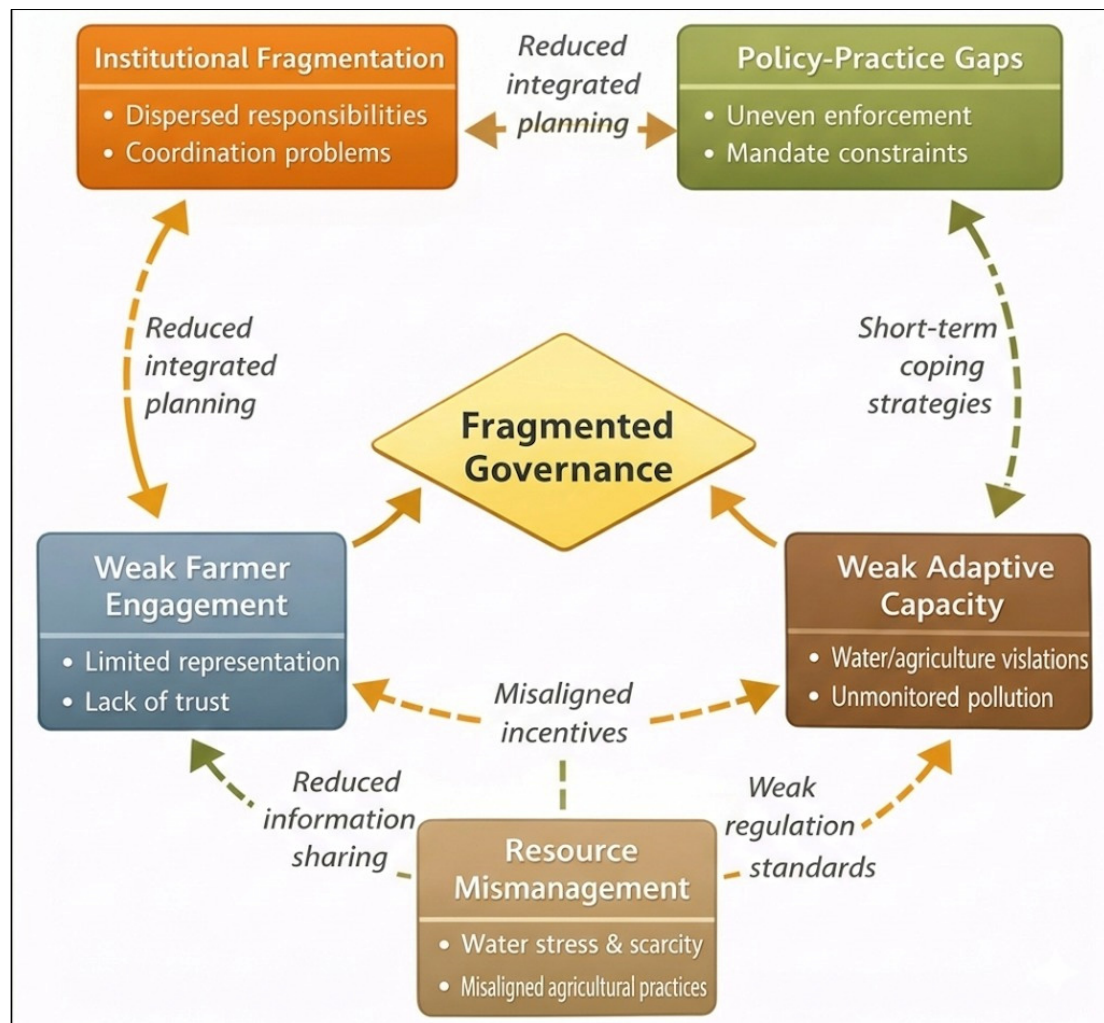 Institutional Fragmentation
• Dispersed responsibilities
• Coordination problems
Reduced
integrated
planning
Policy-Practice Gaps
• Uneven enforcement
• Mandate constraints
Reduced
integrated
planning
Short-term
coping
strategies
Fragmented
Governance
Weak Farmer
Engagement
• Limited representation
• Lack of trust
Weak Adaptive
Capacity
• Water/agriculture vislations
• Unmonitored pollution
Misaligned
incentives
Reduced
information
sharing
Weak
regulation
standards
Resource
Mismanagement
• Water stress & scarcity
• Misaligned agricultural practices